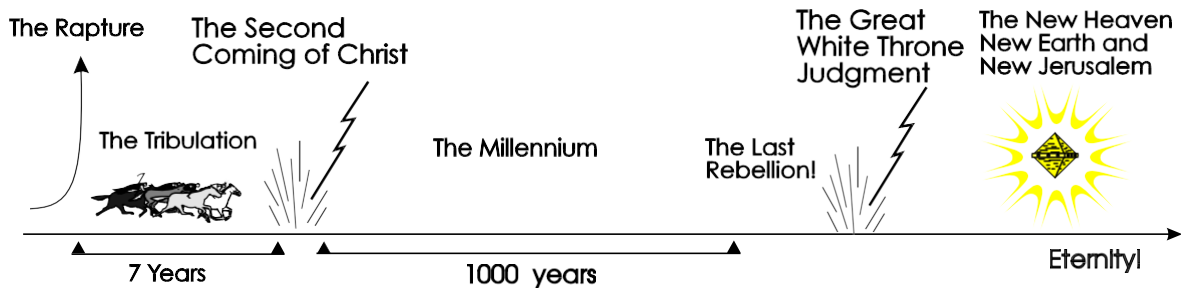 The Rapture
The Second
Coming of Christ
The Tribulation
The Millennium
The Last
Rebellion!
The Great
White Throne
Judgment
The New Heaven
New Earth and
New Jerusalem
7 Years
1000 years
Eternity!